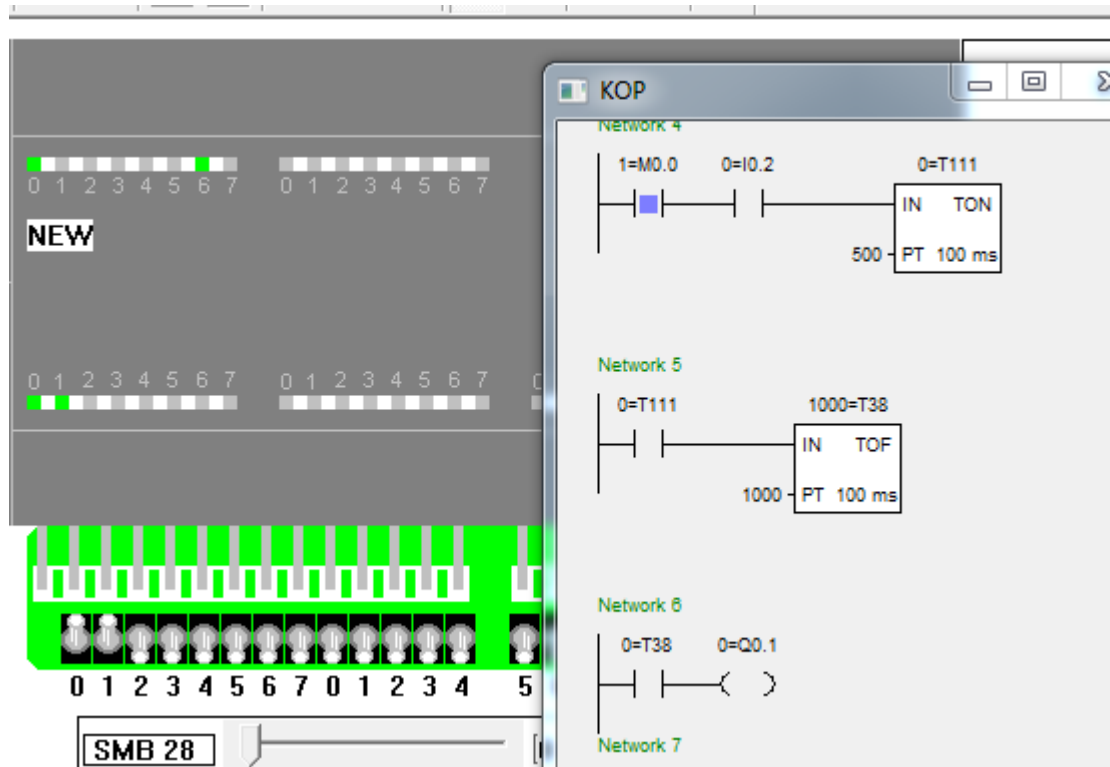 0 1 2 3 4 5 6 7 0 1 2 3 4 5 6 7
NEW
0 1 2 3 4 5 6 7 0 1 2 3 4 5 6 7
0 1 2 3 4 5 6 7 0 1 2 3 4 5
SMB 28
KOP
Network 4
1=M0.0 0=I0.2 0=T111
IN TON
500 PT 100 ms
Network 5
0=T111 1000=T38
IN TOF
1000 PT 100 ms
Network 6
0=T38 0=Q0.1
Network 7